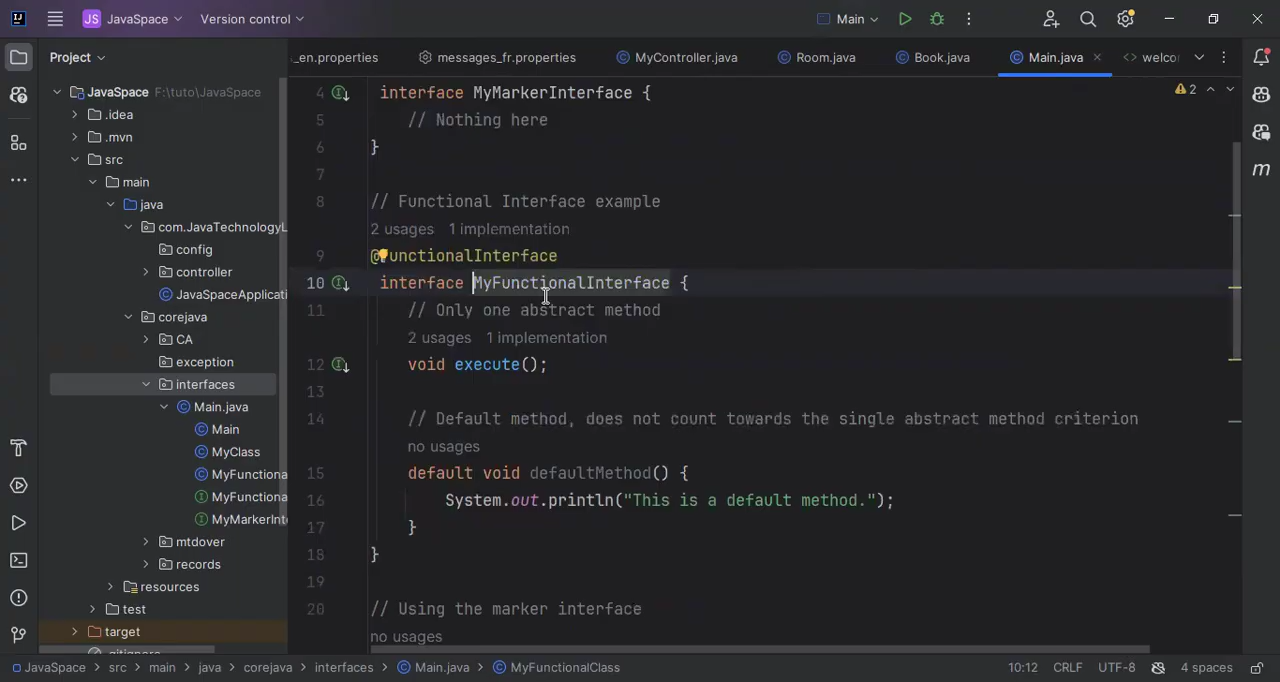 JS JavaSpace Version control Main
Project
_en.properties messages_fr.properties MyController.java Room.java Book.java Main.java welco
JavaSpace F:\tuto\JavaSpace
.idea
.mvn
src
main
java
com.JavaTechnologyL
config
controller
JavaSpaceApplicati
corejava
CA
exception
interfaces
Main.java
Main
MyClass
MyFunctiona
MyFunctiona
MyMarkerInt
mtdover
records
resources
test
target
.gitignore
2
4 interface MyMarkerInterface {
5 // Nothing here
6 }
7
8 // Functional Interface example
2 usages 1 implementation
9 @FunctionalInterface
10 interface MyFunctionalInterface {
11 // Only one abstract method
2 usages 1 implementation
12 void execute();
13
14 // Default method, does not count towards the single abstract method criterion
no usages
15 default void defaultMethod() {
16 System.out.println("This is a default method.");
17 }
18 }
19
20 // Using the marker interface
no usages
m
JavaSpace > src > main > java > corejava > interfaces > Main.java > MyFunctionalClass 10:12 CRLF UTF-8 4 spaces